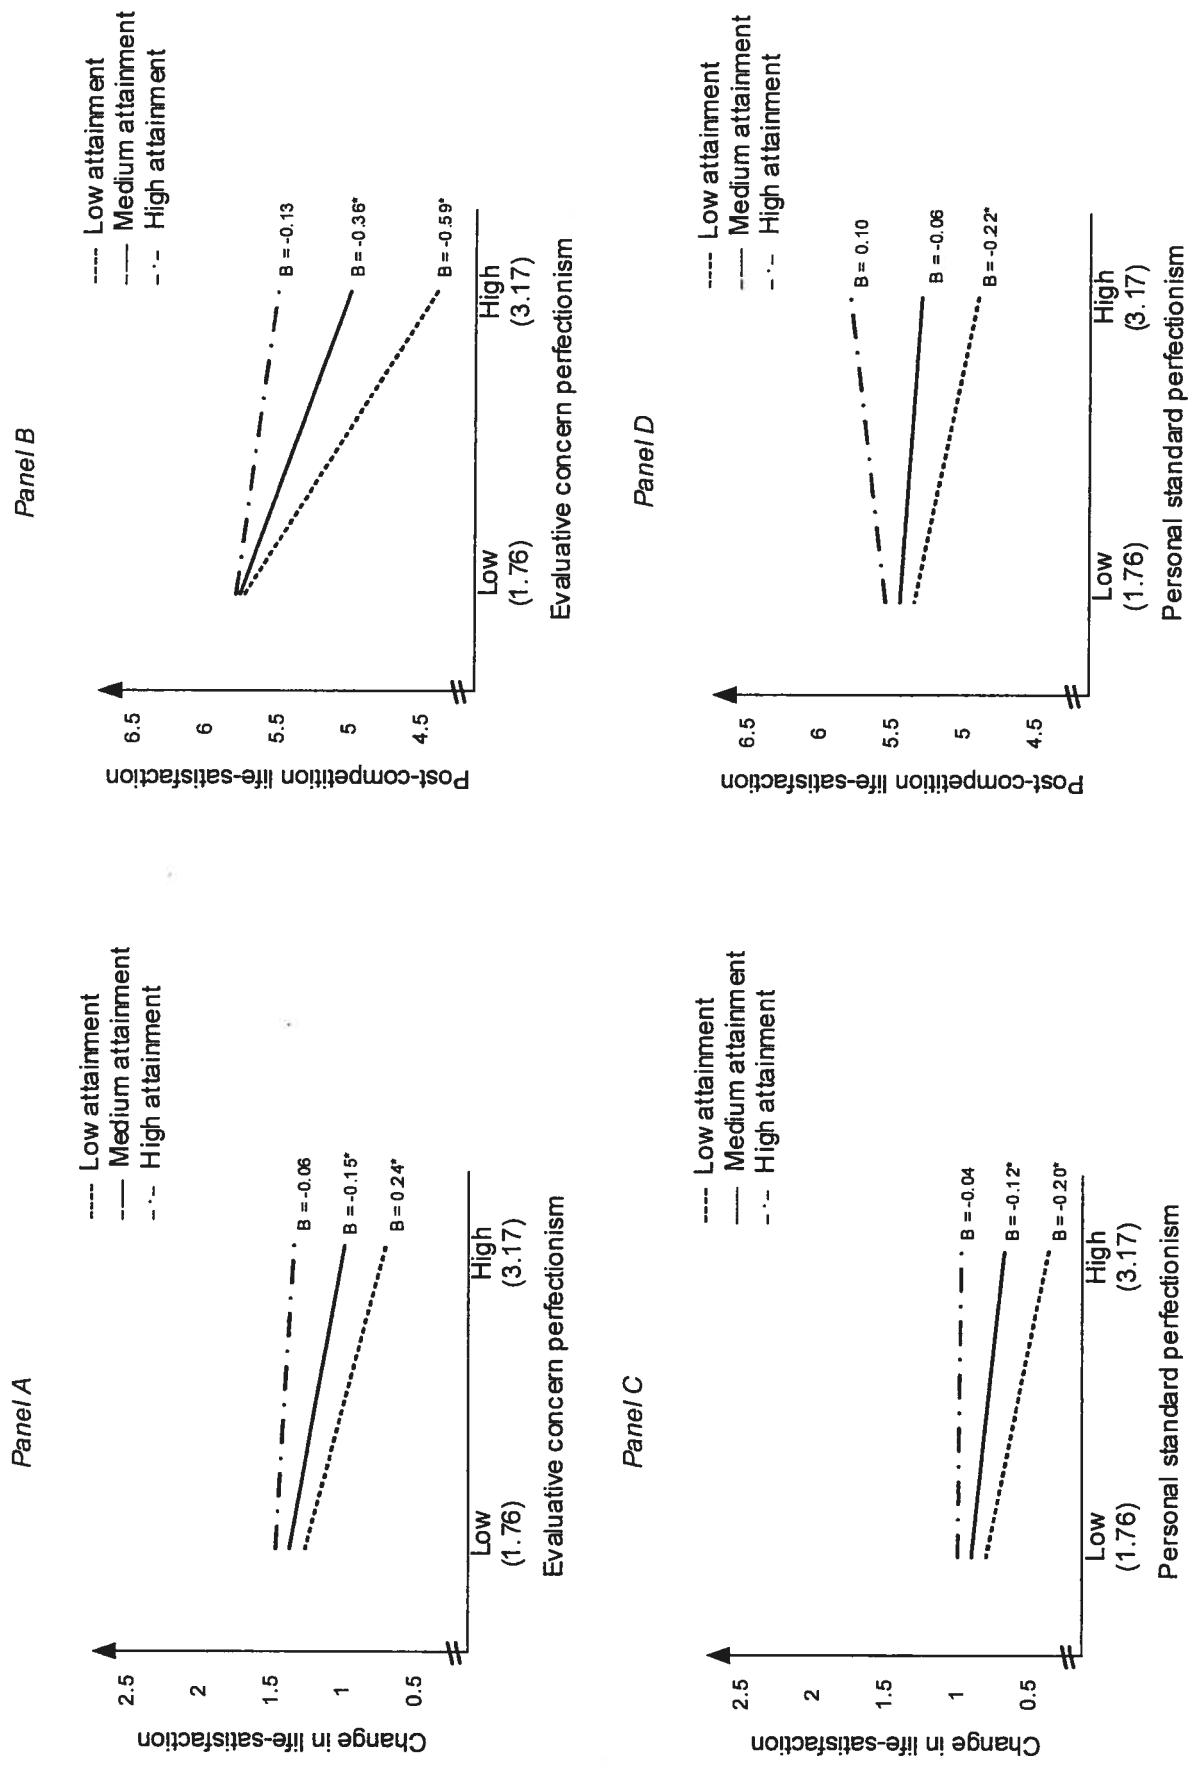 Panel A
---- Low attainment
—— Medium attainment
– ·– High attainment
Change in life-satisfaction
2.5
2
1.5
1
0.5
B = -0.06
B = -0.15*
B = 0.24*
Low
(1.76)
High
(3.17)
Evaluative concern perfectionism
Panel B
---- Low attainment
—— Medium attainment
– ·– High attainment
Post-competition life-satisfaction
6.5
6
5.5
5
4.5
B = -0.13
B = -0.36*
B = -0.59*
Low
(1.76)
High
(3.17)
Evaluative concern perfectionism
Panel C
---- Low attainment
—— Medium attainment
– ·– High attainment
Change in life-satisfaction
2.5
2
1.5
1
0.5
B = -0.04
B = -0.12*
B = -0.20*
Low
(1.76)
High
(3.17)
Personal standard perfectionism
Panel D
---- Low attainment
—— Medium attainment
– ·– High attainment
Post-competition life-satisfaction
6.5
6
5.5
5
4.5
B = 0.10
B = -0.06
B = -0.22*
Low
(1.76)
High
(3.17)
Personal standard perfectionism